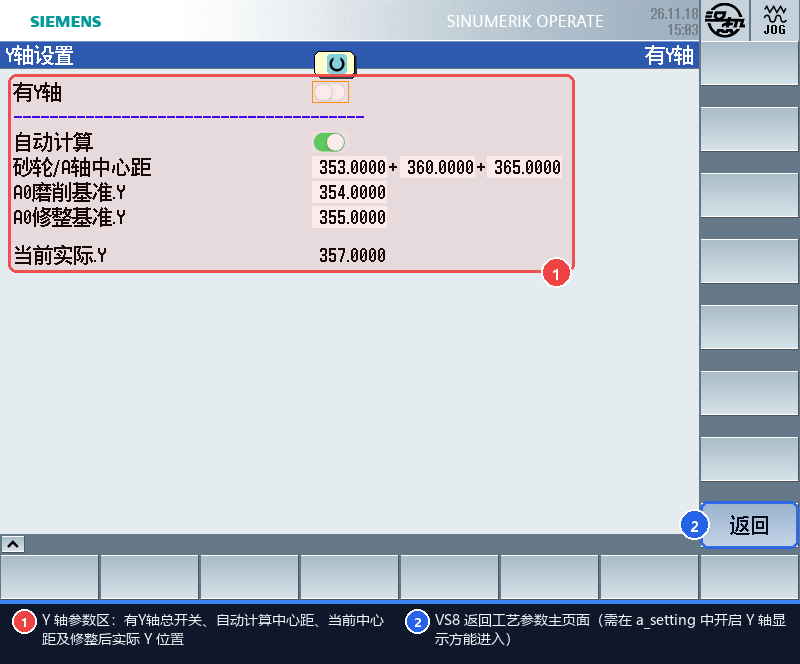 SIEMENS
SINUMERIK OPERATE
26.11.18
15:03
JOG
Y轴设置
有Y轴
有Y轴
自动计算
砂轮/A轴中心距 353.0000+ 360.0000+ 365.0000
A0磨削基准.Y 354.0000
A0修整基准.Y 355.0000
当前实际.Y 357.0000
1
2 返回
1 Y 轴参数区：有Y轴总开关、自动计算中心距、当前中心
距及修整后实际 Y 位置
2 VS8 返回工艺参数主页面（需在 a_setting 中开启 Y 轴显
示方能进入）